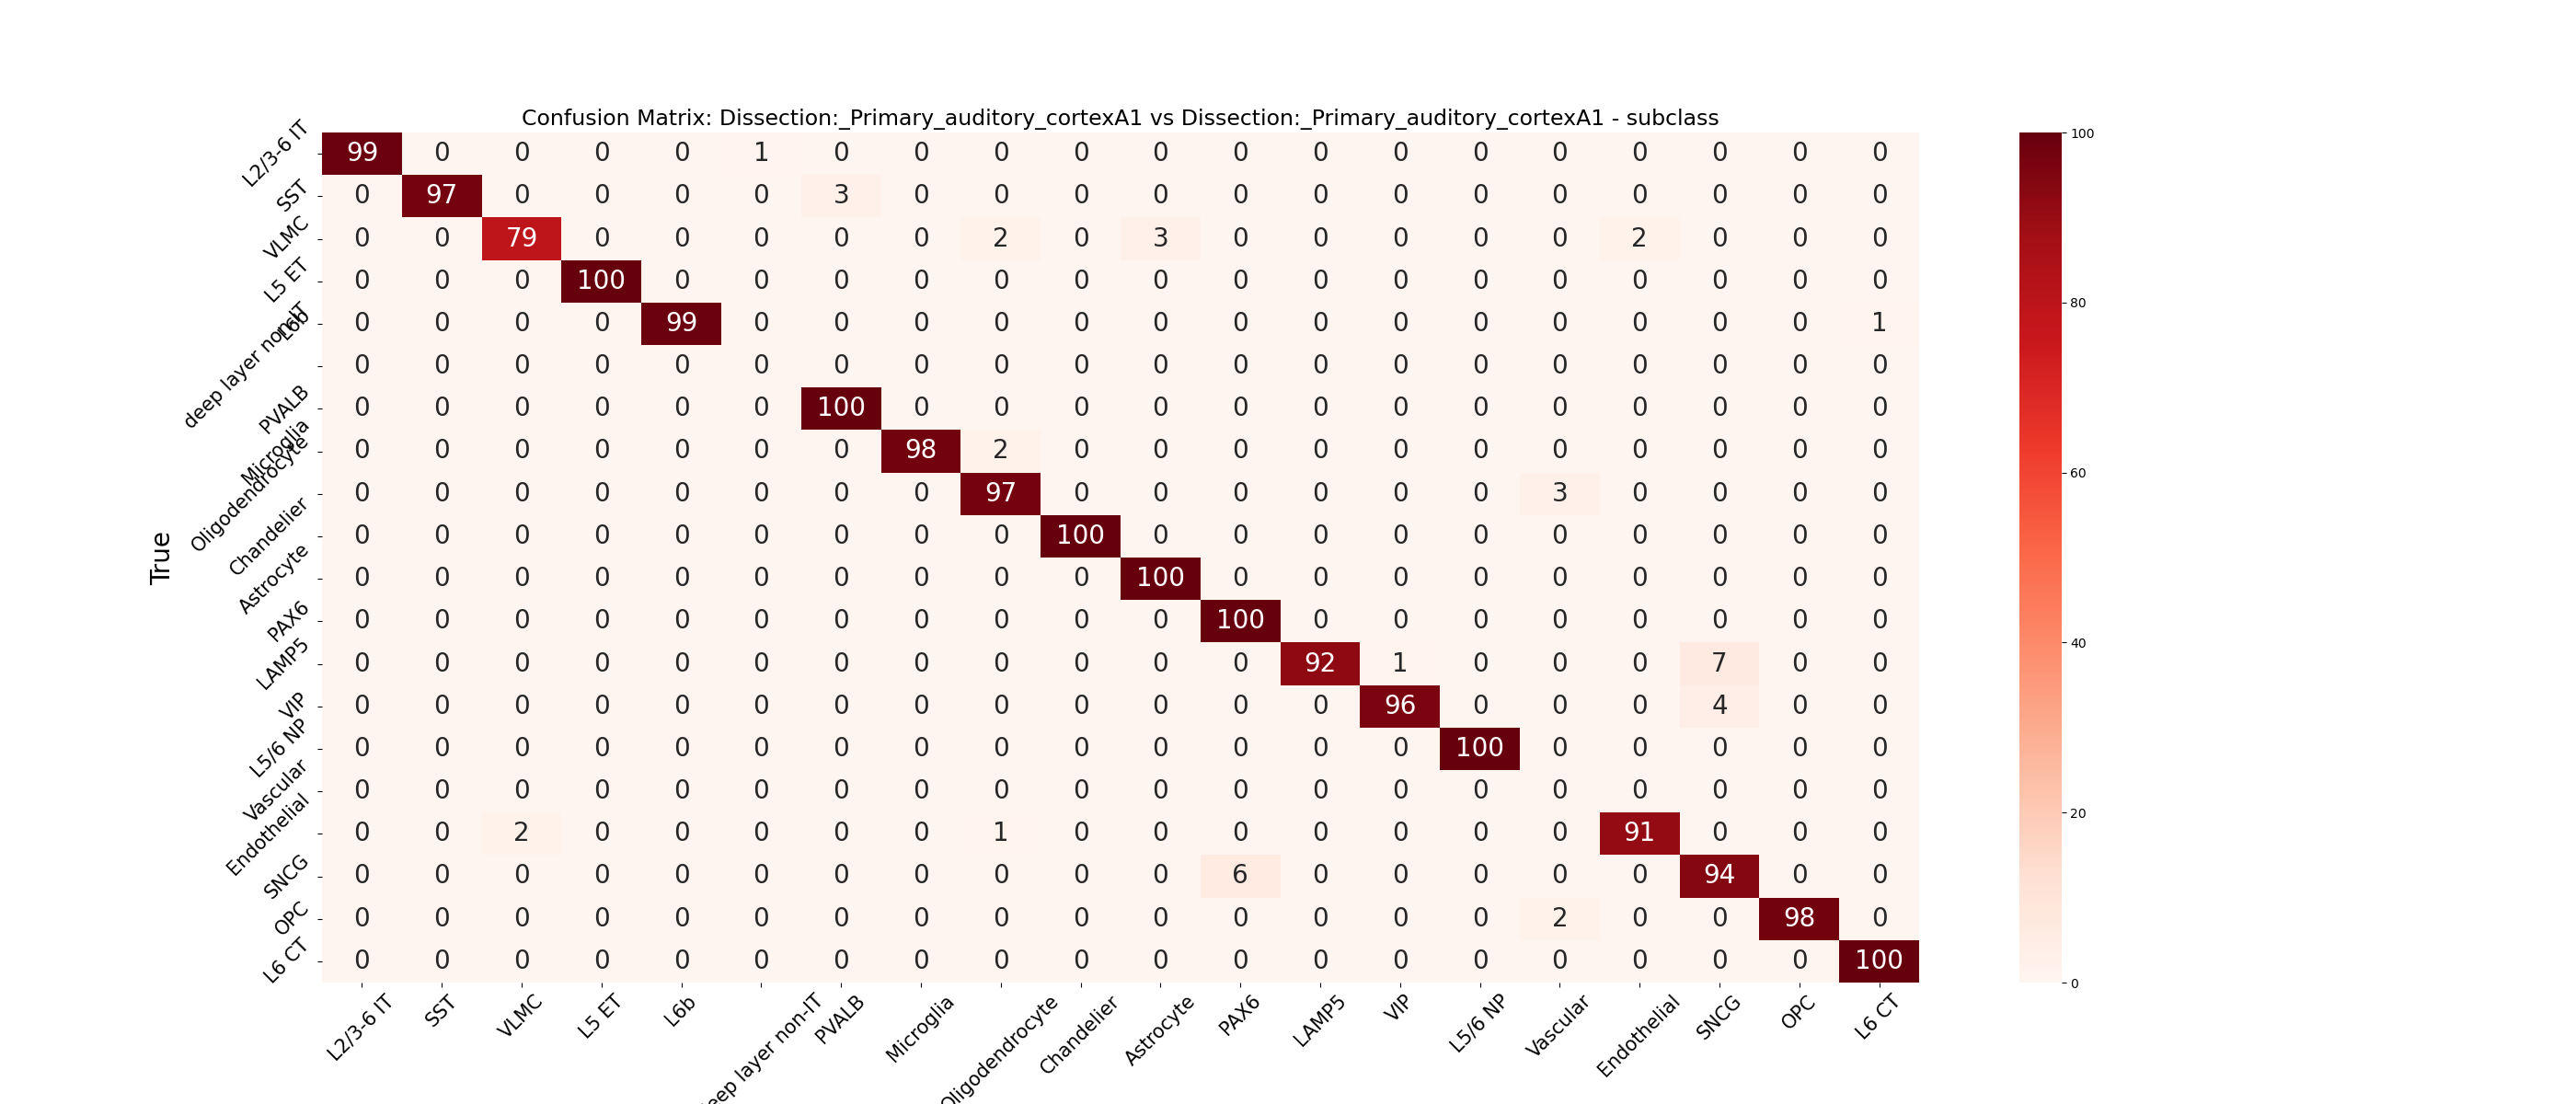 Confusion Matrix: Dissection:_Primary_auditory_cortexA1 vs Dissection:_Primary_auditory_cortexA1 - subclass
True
L2/3-6 IT 99 0 0 0 0 1 0 0 0 0 0 0 0 0 0 0 0 0 0 0
SST 0 97 0 0 0 0 3 0 0 0 0 0 0 0 0 0 0 0 0 0
VLMC 0 0 79 0 0 0 0 0 2 0 3 0 0 0 0 0 2 0 0 0
L5 ET 0 0 0 100 0 0 0 0 0 0 0 0 0 0 0 0 0 0 0 0
L6b 0 0 0 0 99 0 0 0 0 0 0 0 0 0 0 0 0 0 0 1
deep layer non-IT 0 0 0 0 0 0 0 0 0 0 0 0 0 0 0 0 0 0 0 0
PVALB 0 0 0 0 0 0 100 0 0 0 0 0 0 0 0 0 0 0 0 0
Microglia 0 0 0 0 0 0 0 98 2 0 0 0 0 0 0 0 0 0 0 0
Oligodendrocyte 0 0 0 0 0 0 0 0 97 0 0 0 0 0 0 3 0 0 0 0
Chandelier 0 0 0 0 0 0 0 0 0 100 0 0 0 0 0 0 0 0 0 0
Astrocyte 0 0 0 0 0 0 0 0 0 0 100 0 0 0 0 0 0 0 0 0
PAX6 0 0 0 0 0 0 0 0 0 0 0 100 0 0 0 0 0 0 0 0
LAMP5 0 0 0 0 0 0 0 0 0 0 0 0 92 1 0 0 0 7 0 0
VIP 0 0 0 0 0 0 0 0 0 0 0 0 0 96 0 0 0 4 0 0
L5/6 NP 0 0 0 0 0 0 0 0 0 0 0 0 0 0 100 0 0 0 0 0
Vascular 0 0 0 0 0 0 0 0 0 0 0 0 0 0 0 0 0 0 0 0
Endothelial 0 0 2 0 0 0 0 0 1 0 0 0 0 0 0 0 91 0 0 0
SNCG 0 0 0 0 0 0 0 0 0 0 0 6 0 0 0 0 0 94 0 0
OPC 0 0 0 0 0 0 0 0 0 0 0 0 0 0 0 2 0 0 98 0
L6 CT 0 0 0 0 0 0 0 0 0 0 0 0 0 0 0 0 0 0 0 100
L2/3-6 IT SST VLMC L5 ET L6b eep layer non-IT PVALB Microglia Oligodendrocyte Chandelier Astrocyte PAX6 LAMP5 VIP L5/6 NP Vascular Endothelial SNCG OPC L6 CT
100
80
60
40
20
0